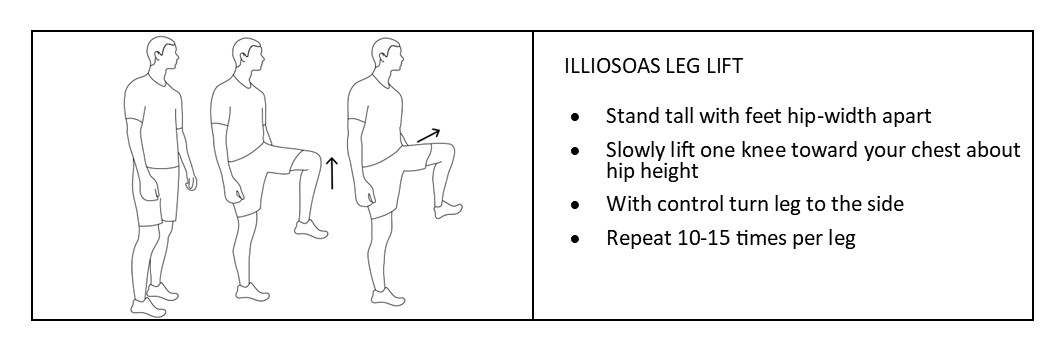 ILLIOSOAS LEG LIFT
• Stand tall with feet hip-width apart
• Slowly lift one knee toward your chest about
hip height
• With control turn leg to the side
• Repeat 10-15 times per leg